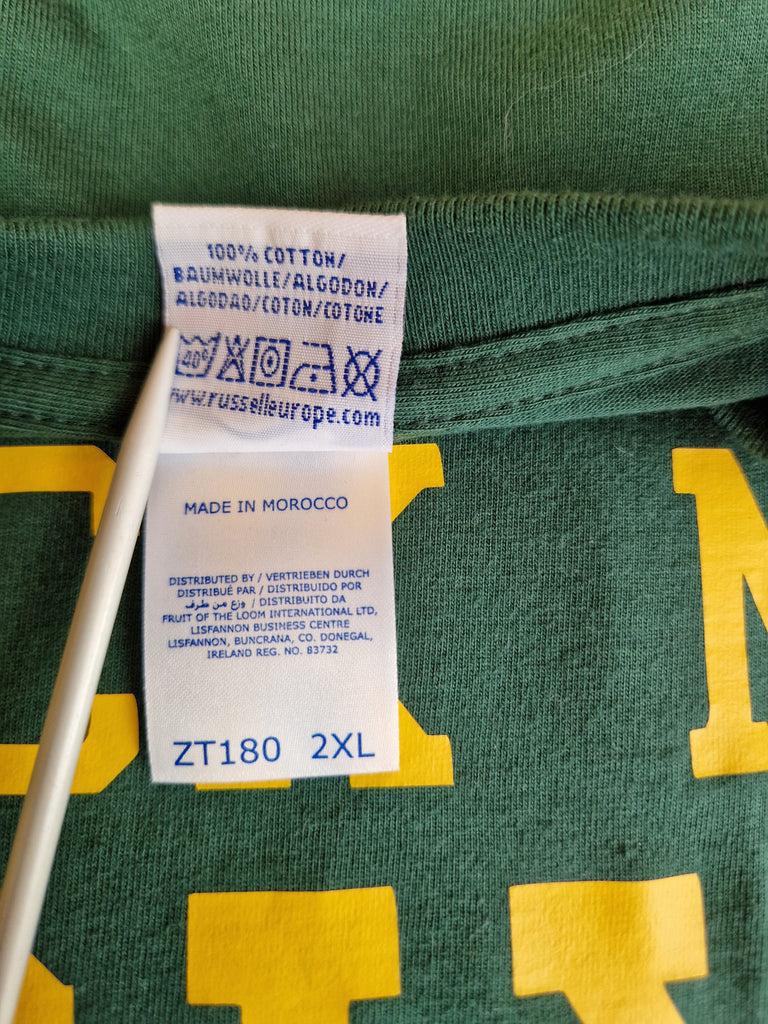 100% COTTON/
BAUMWOLLE/ALGODON/
ALGODAO/COTON/COTONE
40°
www.russelleurope.com
MADE IN MOROCCO
DISTRIBUTED BY / VERTRIEBEN DURCH
DISTRIBUÉ PAR / DISTRIBUIDO POR
وزع من طرف / DISTRIBUITO DA
FRUIT OF THE LOOM INTERNATIONAL LTD,
LISFANNON BUSINESS CENTRE
LISFANNON, BUNCRANA, CO. DONEGAL,
IRELAND REG. NO. 83732
ZT180 2XL